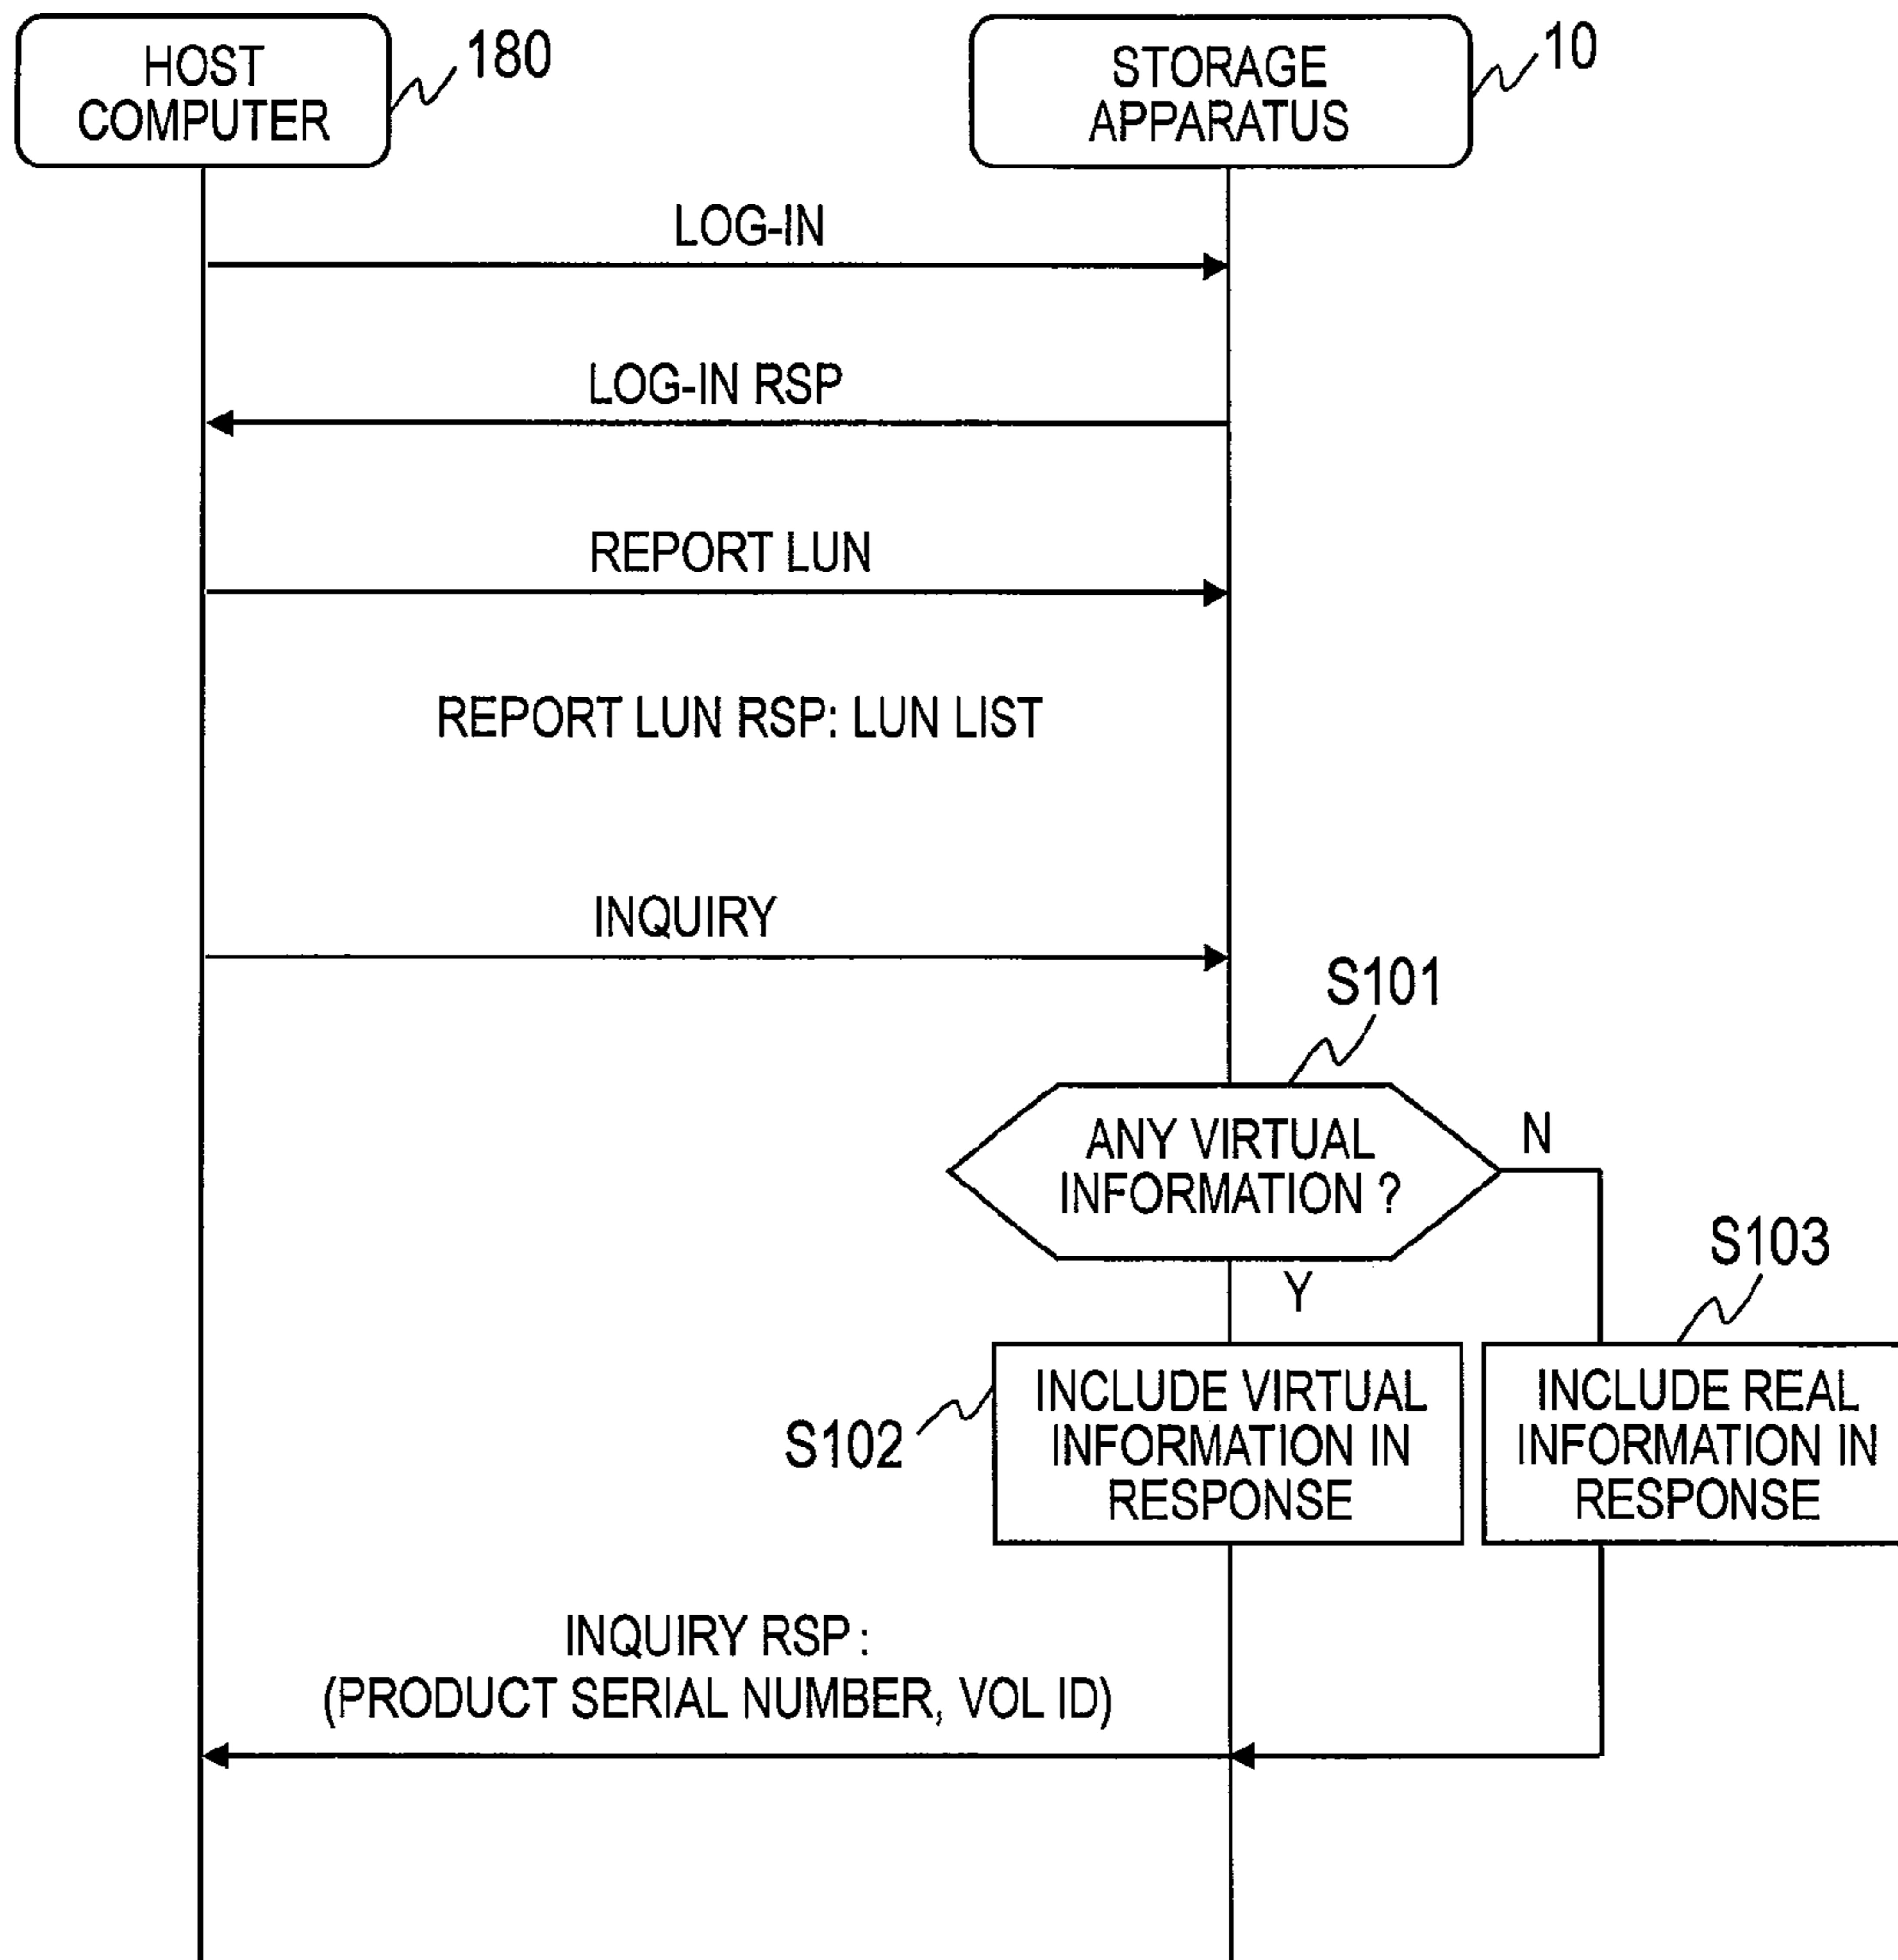 HOST
COMPUTER
180
STORAGE
APPARATUS
10
LOG-IN
LOG-IN RSP
REPORT LUN
REPORT LUN RSP: LUN LIST
INQUIRY
S101
ANY VIRTUAL
INFORMATION ?
N
Y
S103
S102
INCLUDE VIRTUAL
INFORMATION IN
RESPONSE
INCLUDE REAL
INFORMATION IN
RESPONSE
INQUIRY RSP :
(PRODUCT SERIAL NUMBER, VOL ID)